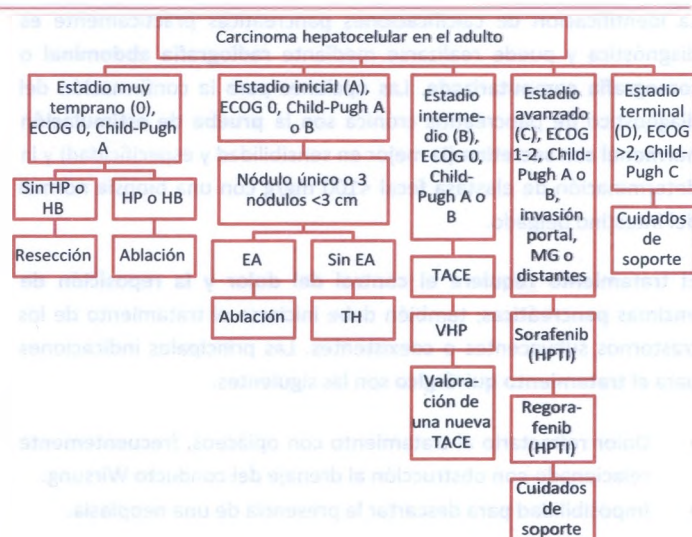 Carcinoma hepatocelular en el adulto
Estadio muy
temprano (0),
ECOG 0, Child-Pugh
A
Sin HP o
HB
HP o HB
Resección
Ablación
Estadio inicial (A),
ECOG 0, Child-Pugh A
o B
Nódulo único o 3
nódulos <3 cm
EA
Sin EA
Ablación
TH
Estadio
interme-
dio (B),
ECOG 0,
Child-
Pugh A o
B
TACE
VHP
Valora-
ción de
una nueva
TACE
Estadio
avanzado
(C), ECOG
1-2, Child-
Pugh A o
B,
invasión
portal,
MG o
distantes
Sorafenib
(HPTI)
Regora-
fenib
(HPTI)
Cuidados
de
soporte
Estadio
terminal
(D), ECOG
>2, Child-
Pugh C
Cuidados
de
soporte